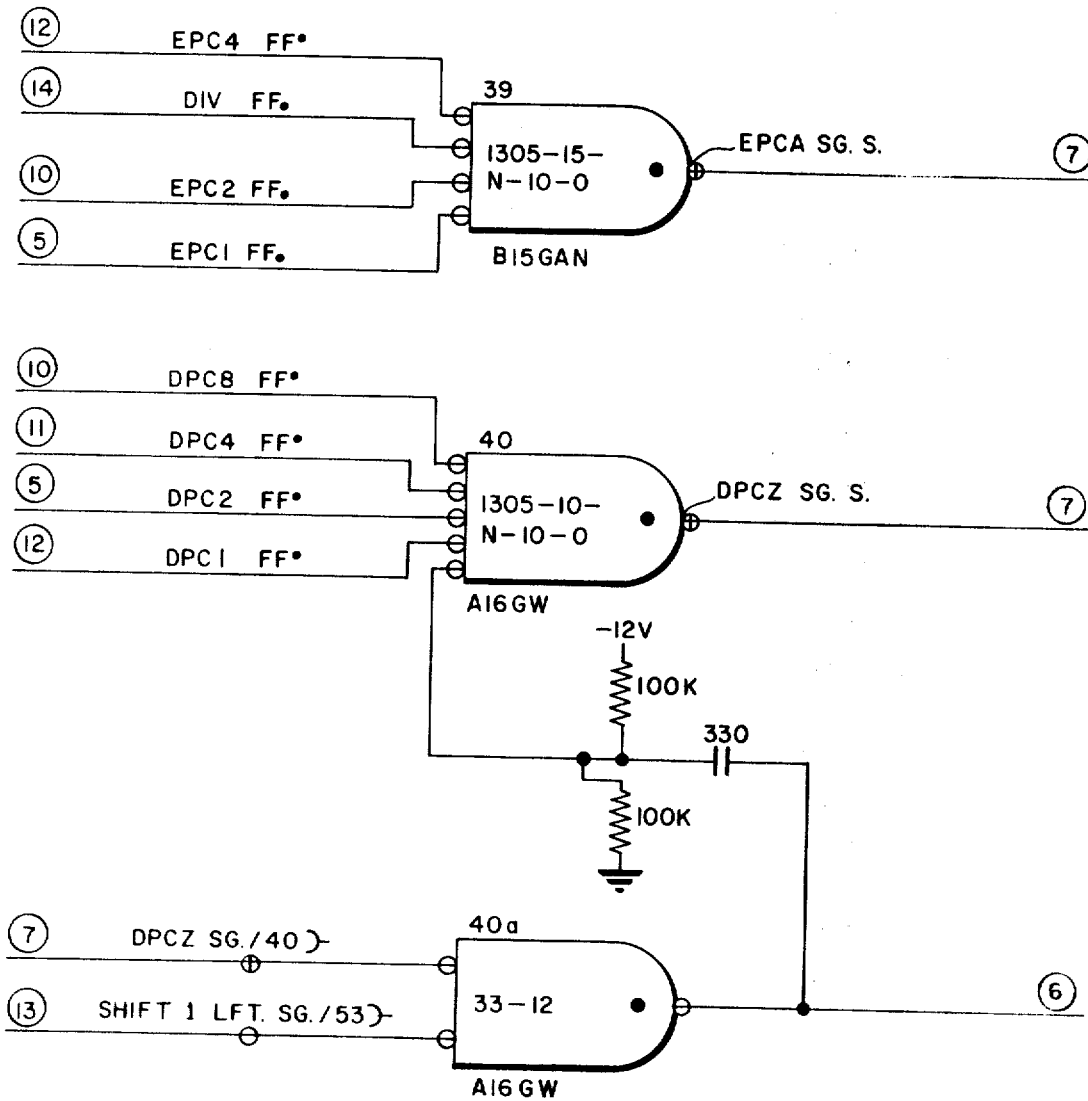 12
EPC4 FF•
14
DIV FF•
10
EPC2 FF•
5
EPC1 FF•
39
1305-15-
N-10-0
B15GAN
EPCA SG. S.
7
10
DPC8 FF•
11
DPC4 FF•
5
DPC2 FF•
12
DPC1 FF•
40
1305-10-
N-10-0
A16GW
DPCZ SG. S.
7
-12V
100K
330
100K
7
DPCZ SG./40
13
SHIFT 1 LFT. SG./53
40a
33-12
A16GW
6